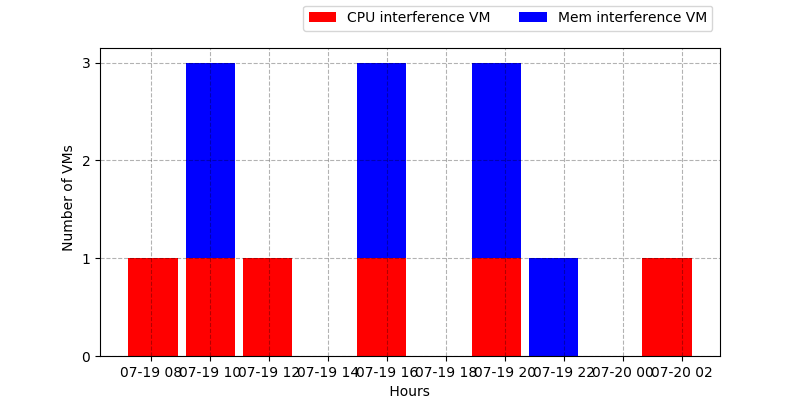 CPU interference VM Mem interference VM
3
2
1
0
Number of VMs
07-19 08 07-19 10 07-19 12 07-19 14 07-19 16 07-19 18 07-19 20 07-19 22 07-20 00 07-20 02
Hours